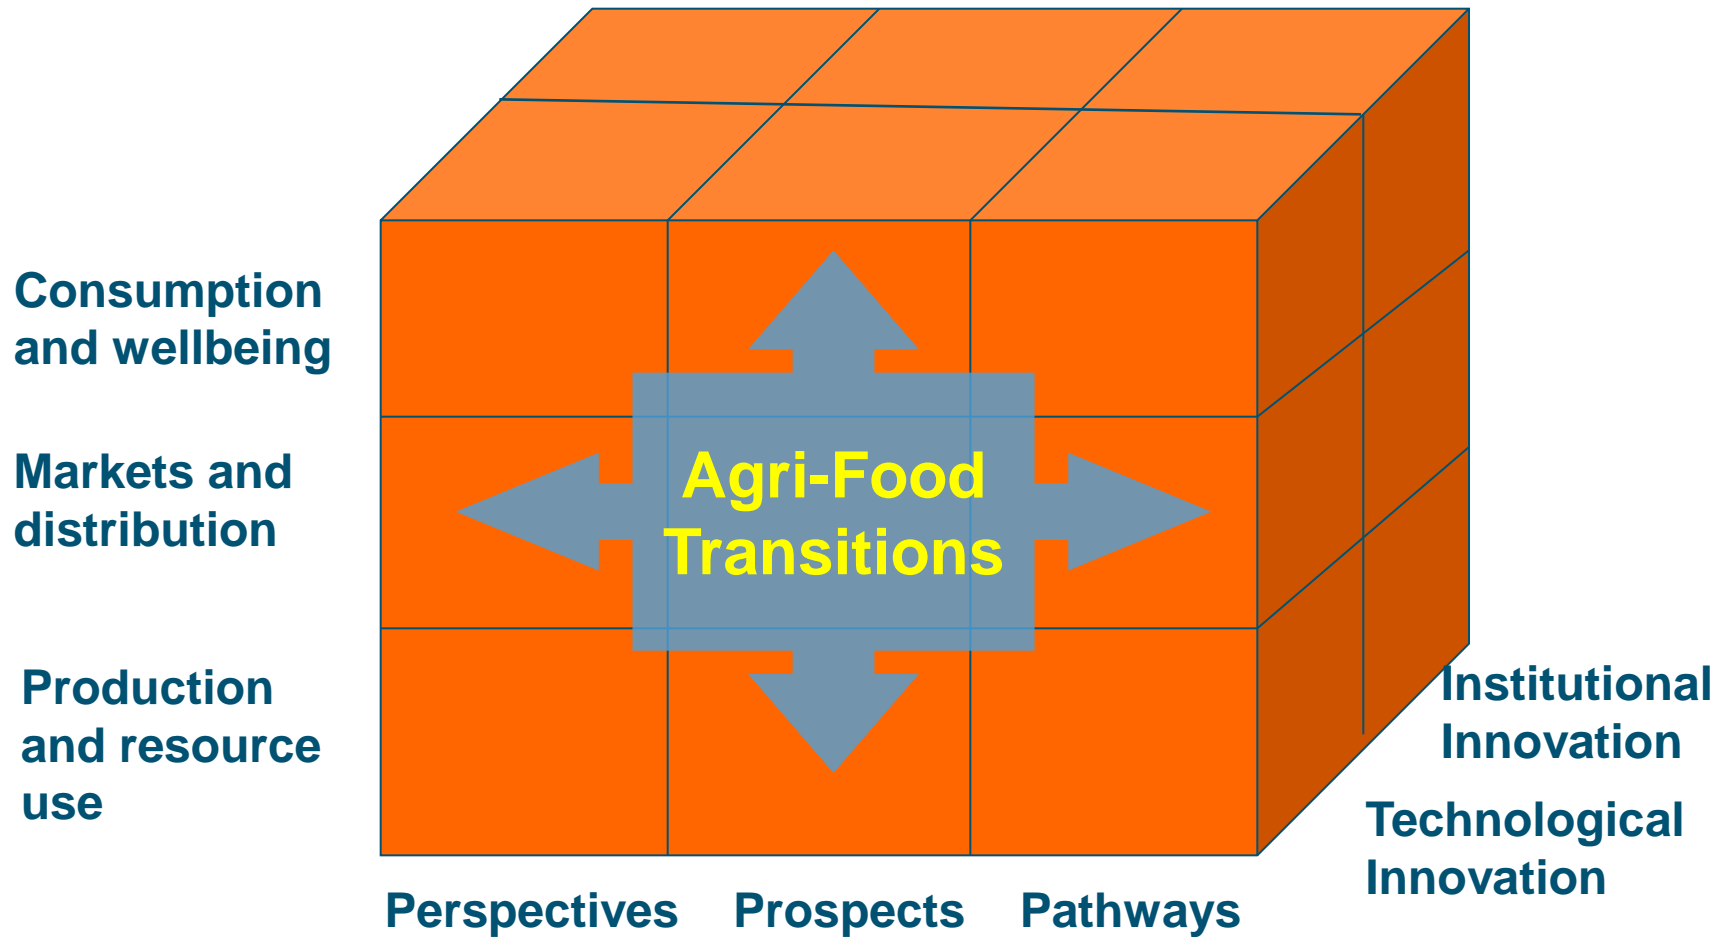 Consumption
and wellbeing
Markets and
distribution
Production
and resource
use
Agri-Food
Transitions
Institutional
Innovation
Technological
Innovation
Perspectives Prospects Pathways